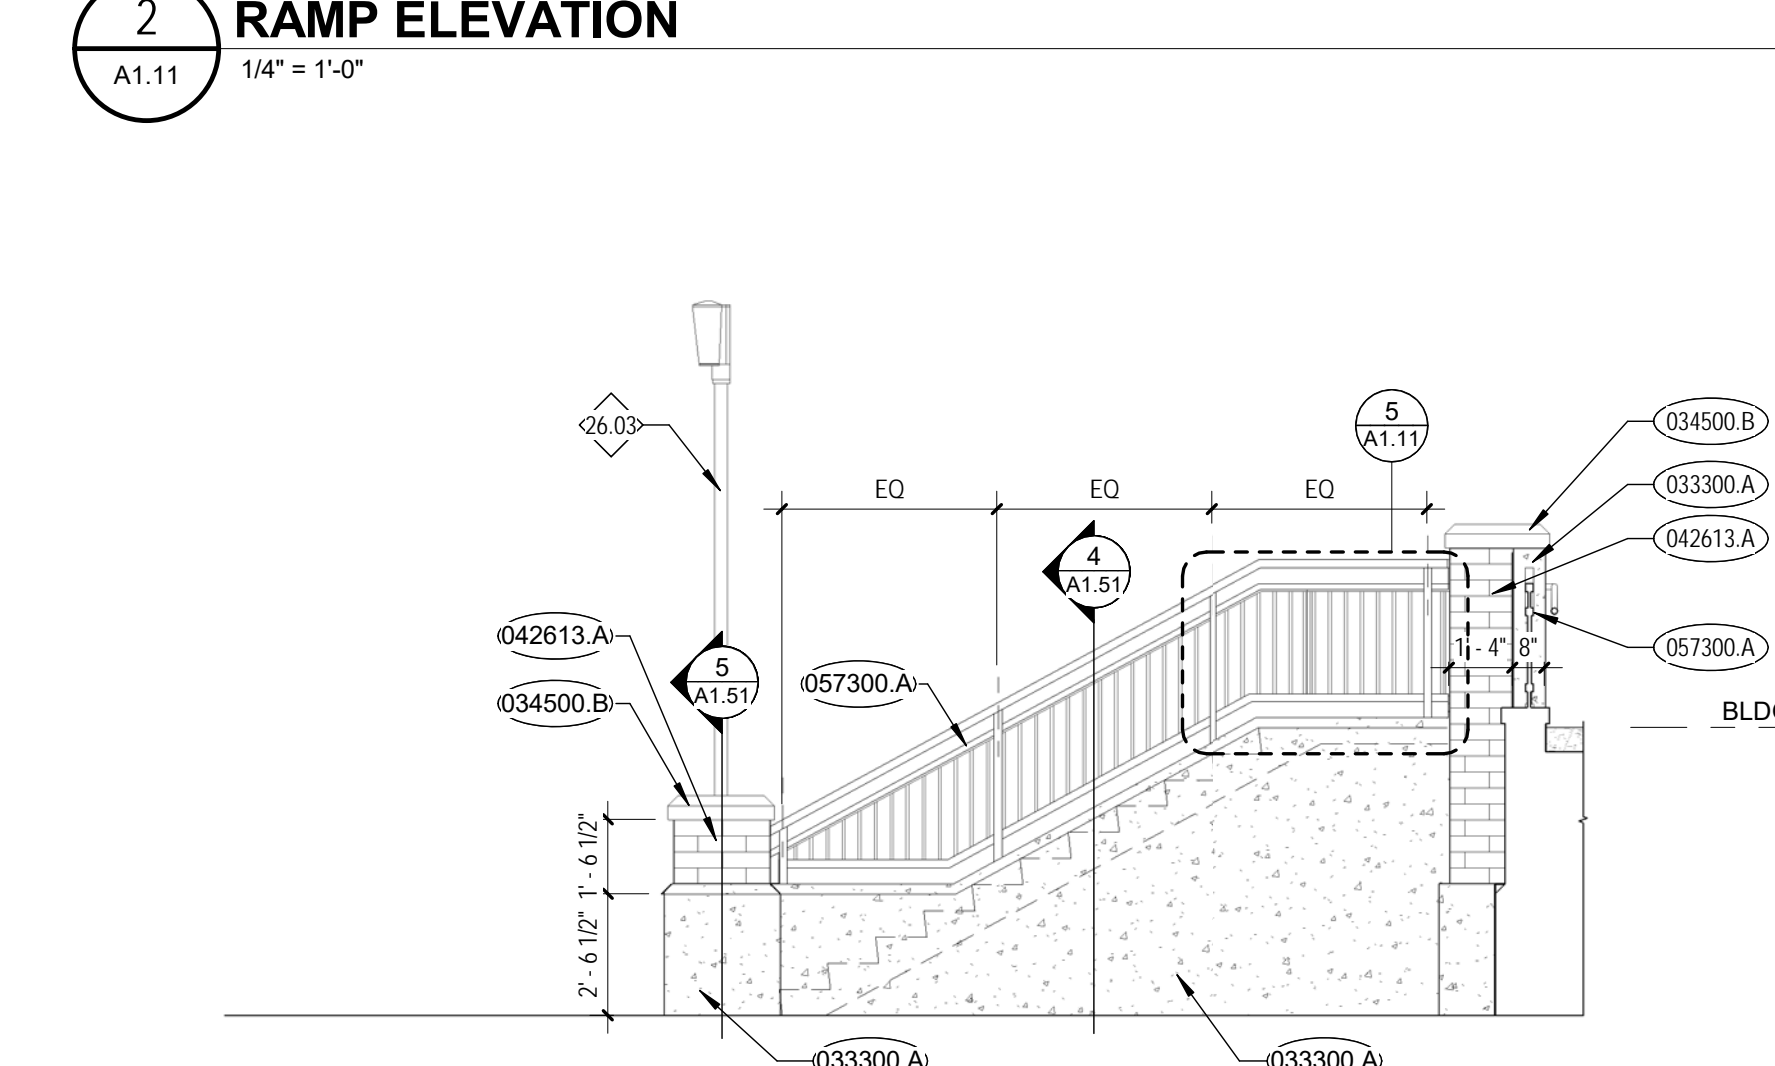 2
A1.11
RAMP ELEVATION
1/4" = 1'-0"
26.03
5
A1.11
034500.B
EQ
EQ
EQ
033300.A
042613.A
4
A1.51
042613.A
034500.B
5
A1.51
057300.A
1' - 4"
8"
057300.A
BLD
1' - 6 1/2"
2' - 6 1/2"
033300.A
033300.A